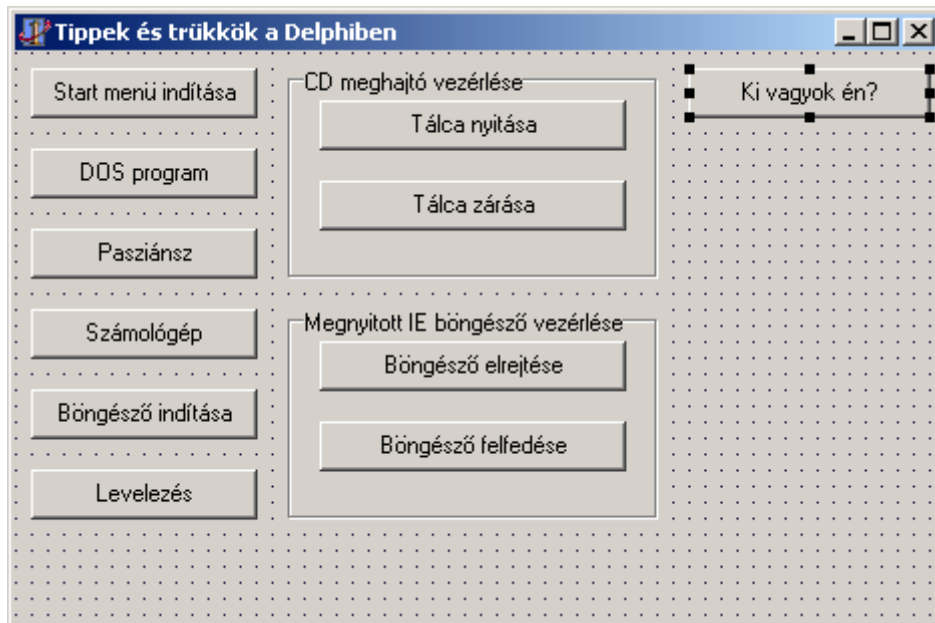 Tippek és trükkök a Delphiben
Start menü indítása
DOS program
Pasziánsz
Számológép
Böngésző indítása
Levelezés
CD meghajtó vezérlése
Tálca nyitása
Tálca zárása
Megnyitott IE böngésző vezérlése
Böngésző elrejtése
Böngésző felfedése
Ki vagyok én?